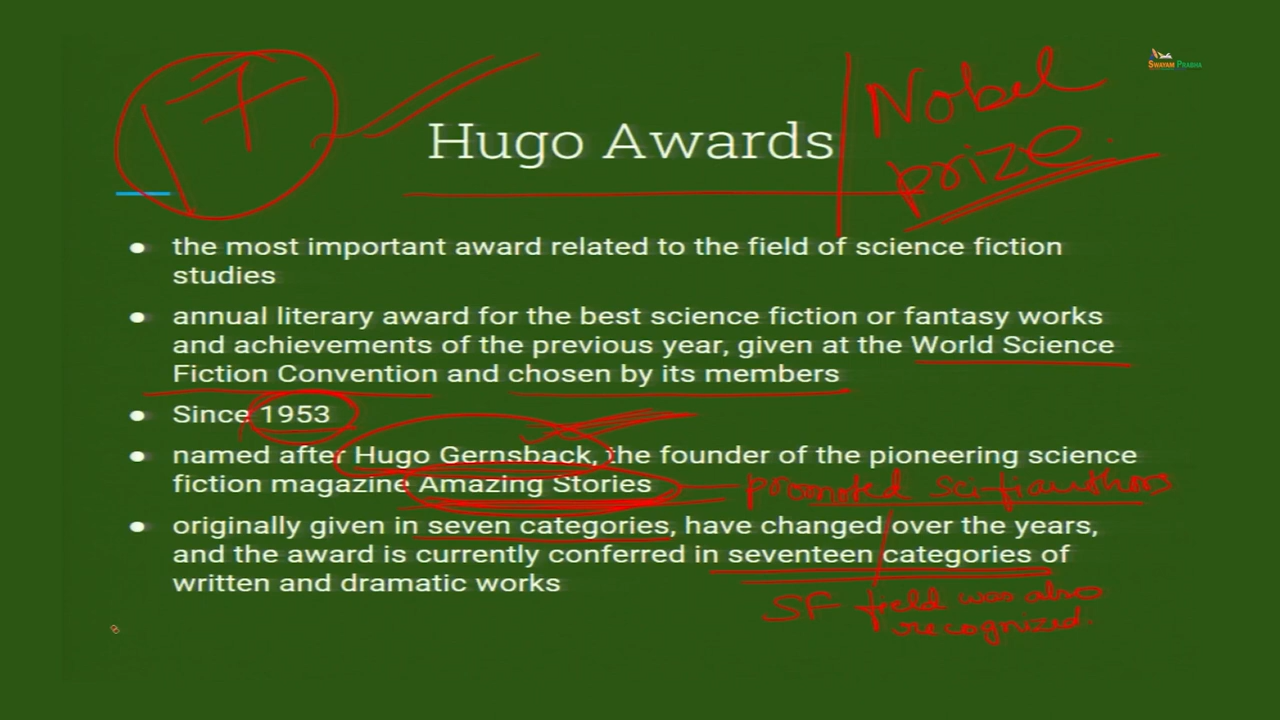 17
Nobel
prize.
SWAYAM PRABHA
Hugo Awards
● the most important award related to the field of science fiction
studies
● annual literary award for the best science fiction or fantasy works
and achievements of the previous year, given at the World Science
Fiction Convention and chosen by its members
● Since 1953
● named after Hugo Gernsback, the founder of the pioneering science
fiction magazine Amazing Stories
promoted sci-fi authors
● originally given in seven categories, have changed over the years,
and the award is currently conferred in seventeen categories of
written and dramatic works
SF field was also
recognized.
8